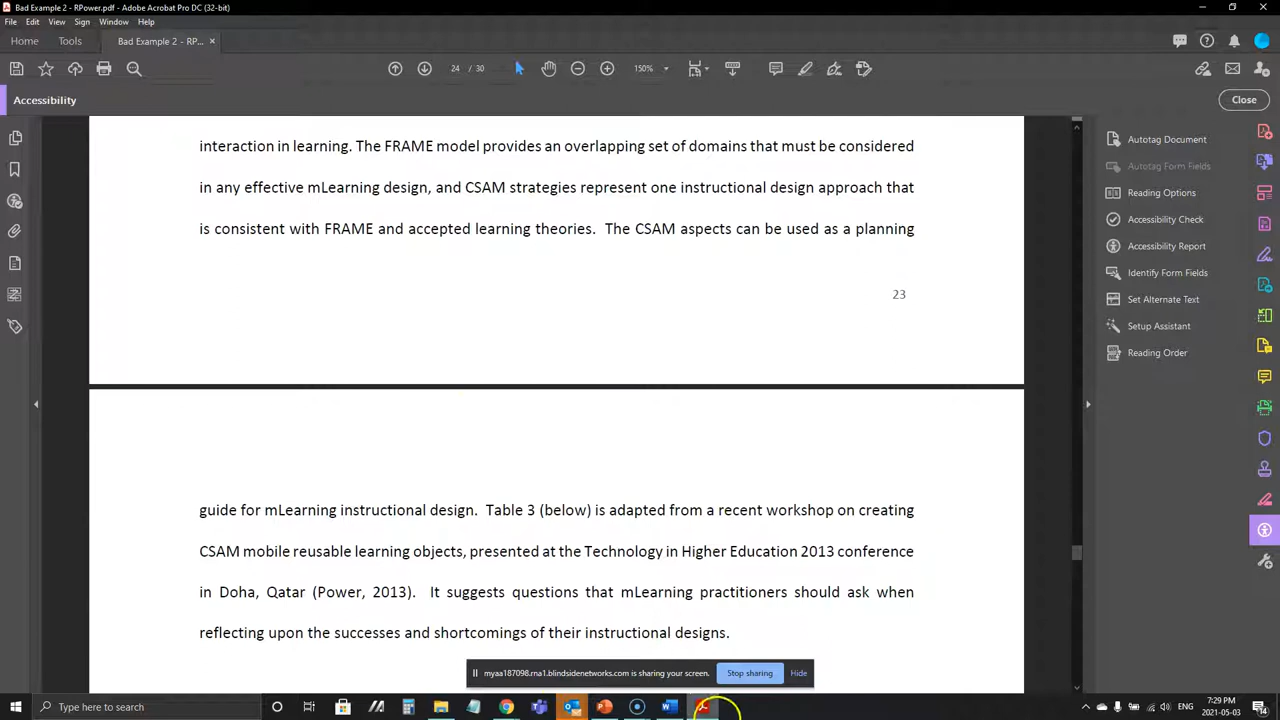 Bad Example 2 - RPower.pdf - Adobe Acrobat Pro DC (32-bit)
File Edit View Sign Window Help
Home Tools Bad Example 2 - RP... ×
24 / 30 150%
Accessibility Close
interaction in learning. The FRAME model provides an overlapping set of domains that must be considered
in any effective mLearning design, and CSAM strategies represent one instructional design approach that
is consistent with FRAME and accepted learning theories. The CSAM aspects can be used as a planning
23
guide for mLearning instructional design. Table 3 (below) is adapted from a recent workshop on creating
CSAM mobile reusable learning objects, presented at the Technology in Higher Education 2013 conference
in Doha, Qatar (Power, 2013). It suggests questions that mLearning practitioners should ask when
reflecting upon the successes and shortcomings of their instructional designs.
Autotag Document
Autotag Form Fields
Reading Options
Accessibility Check
Accessibility Report
Identify Form Fields
Set Alternate Text
Setup Assistant
Reading Order
myaa187098.rna1.blindsidenetworks.com is sharing your screen. Stop sharing Hide
Type here to search
7:29 PM
2021-05-03